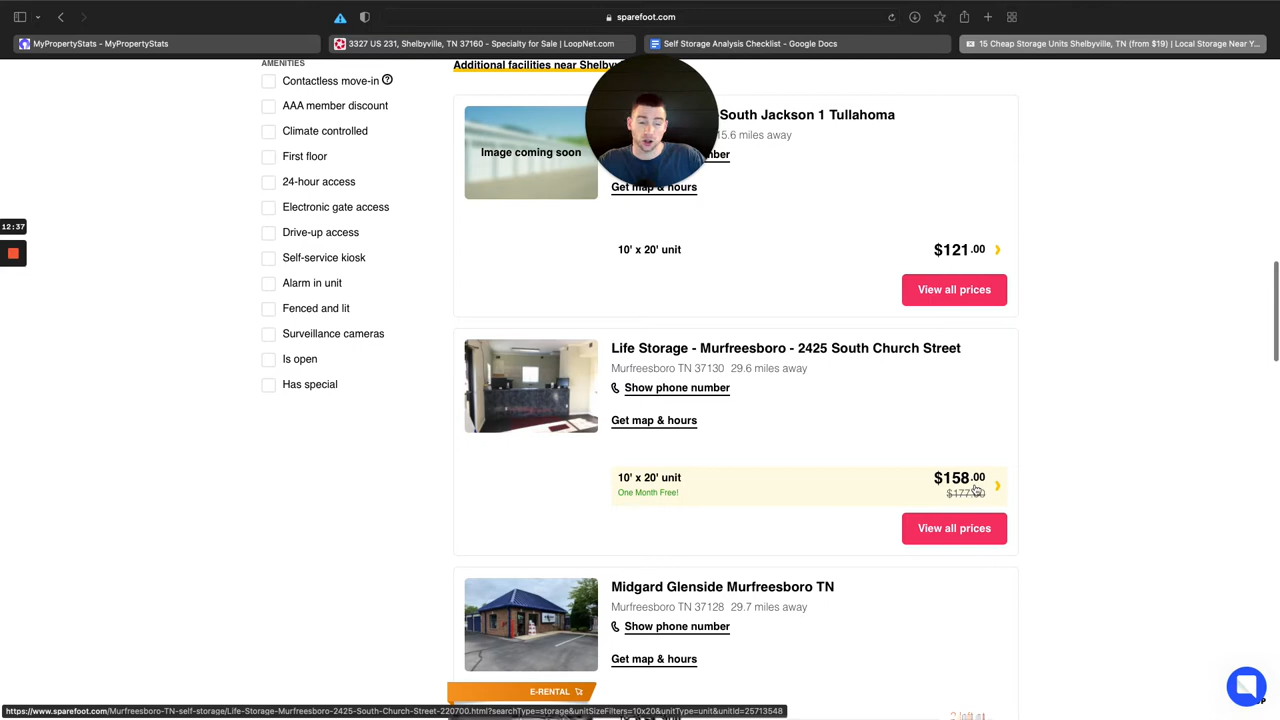 sparefoot.com
MyPropertyStats - MyPropertyStats
3327 US 231, Shelbyville, TN 37160 - Specialty for Sale | LoopNet.com
Self Storage Analysis Checklist - Google Docs
15 Cheap Storage Units Shelbyville, TN (from $19) | Local Storage Near Y...
AMENITIES
Contactless move-in
AAA member discount
Climate controlled
First floor
24-hour access
Electronic gate access
Drive-up access
Self-service kiosk
Alarm in unit
Fenced and lit
Surveillance cameras
Is open
Has special
12:37
Additional facilities near
Image coming soon
South Jackson 1 Tullahoma
15.6 miles away
Get map & hours
10' x 20' unit
$121.00
View all prices
Life Storage - Murfreesboro - 2425 South Church Street
Murfreesboro TN 37130 29.6 miles away
Show phone number
Get map & hours
10' x 20' unit
$158.00
One Month Free!
View all prices
Midgard Glenside Murfreesboro TN
Murfreesboro TN 37128 29.7 miles away
Show phone number
Get map & hours
E-RENTAL
https://www.sparefoot.com/Murfreesboro-TN-self-storage/Life-Storage-Murfreesboro-2425-South-Church-Street-220700.html?searchType=storage&unitSizeFilters=10x20&unitType=unit&unitId=25713548